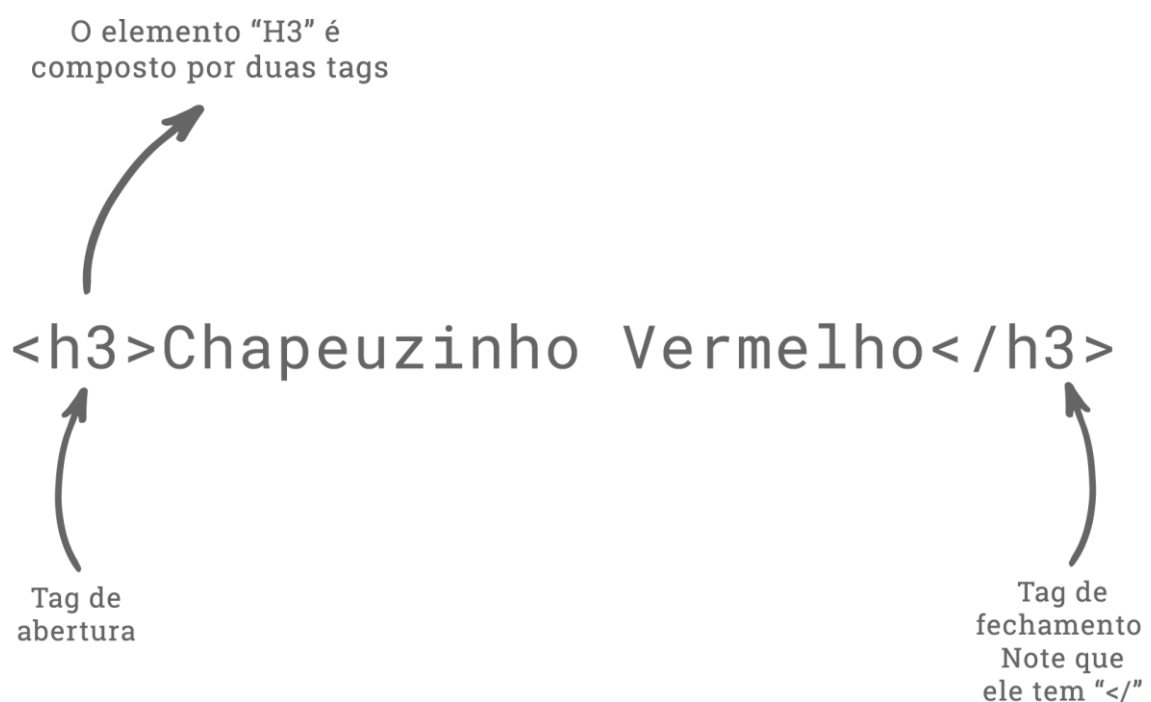 O elemento “H3” é
composto por duas tags
<h3>Chapeuzinho Vermelho</h3>
Tag de
abertura
Tag de
fechamento
Note que
ele tem “</”